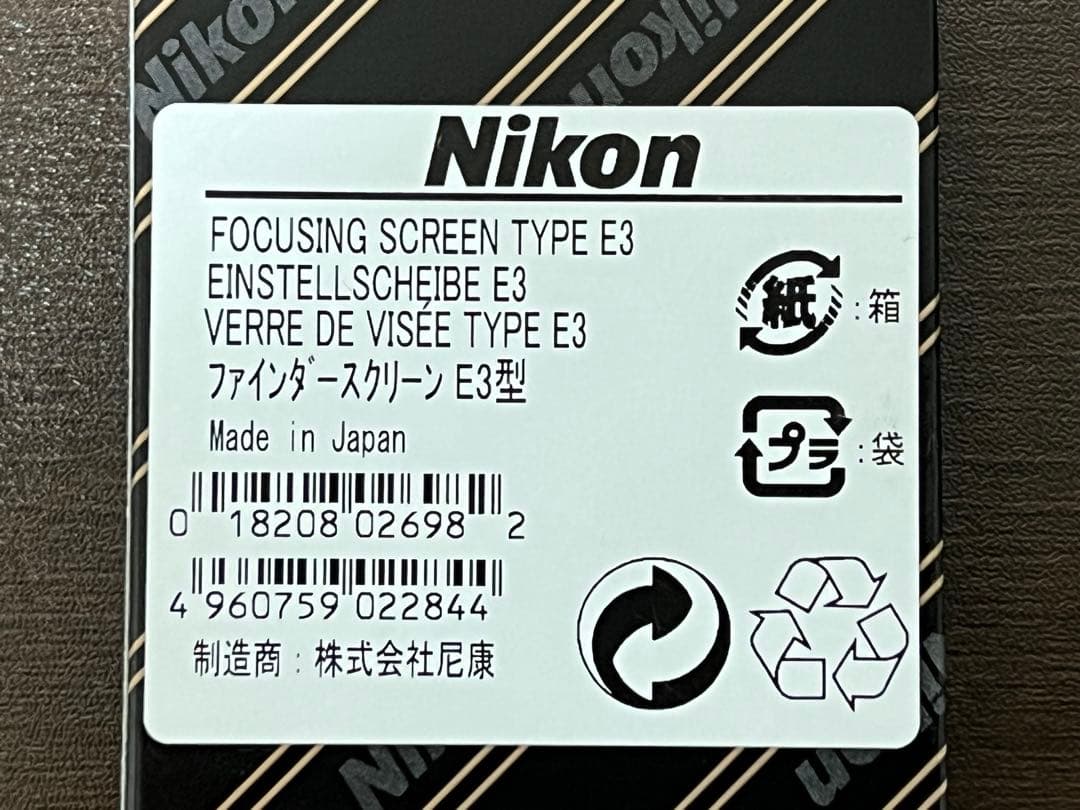 Nikon
Nikon
Nikon
FOCUSING SCREEN TYPE E3
EINSTELLSCHEIBE E3
VERRE DE VISÉE TYPE E3
ファインダースクリーン E3型
Made in Japan
0 18208 02698 2
4 960759 022844
制造商：株式会社尼康
紙：箱
プラ：袋